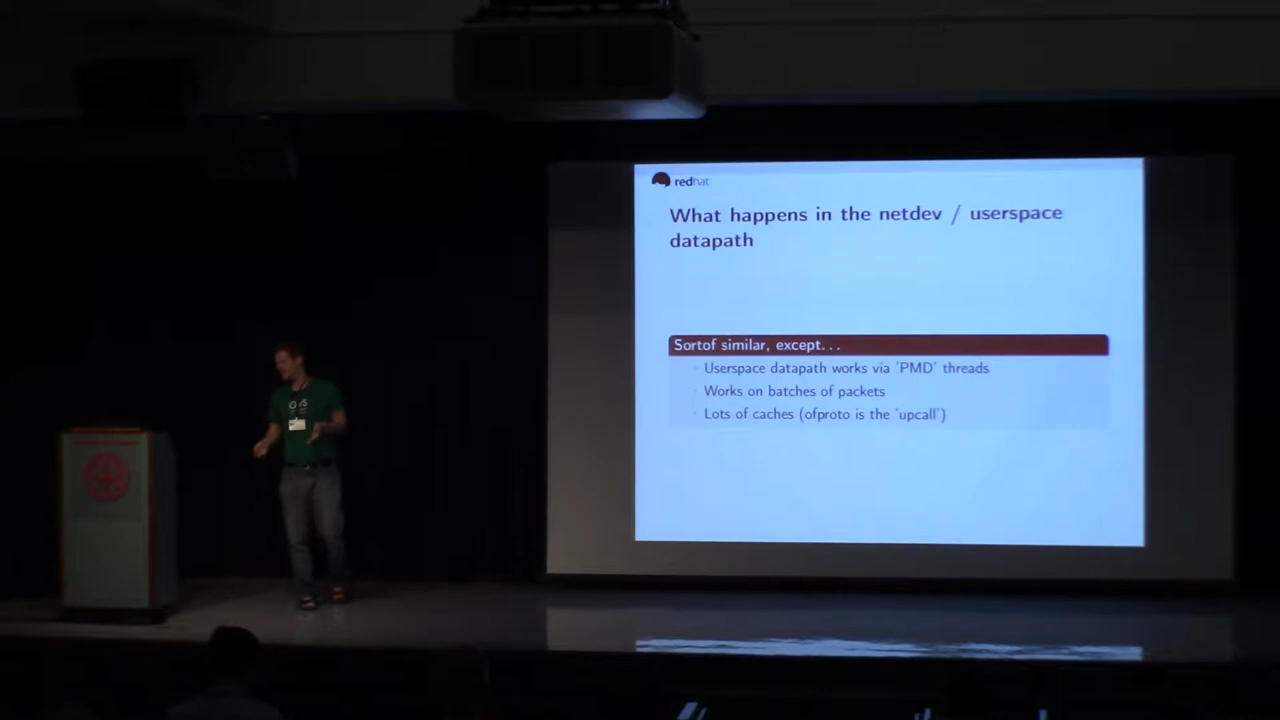 redhat
What happens in the netdev / userspace
datapath
Sortof similar, except...
Userspace datapath works via 'PMD' threads
Works on batches of packets
Lots of caches (ofproto is the 'upcall')